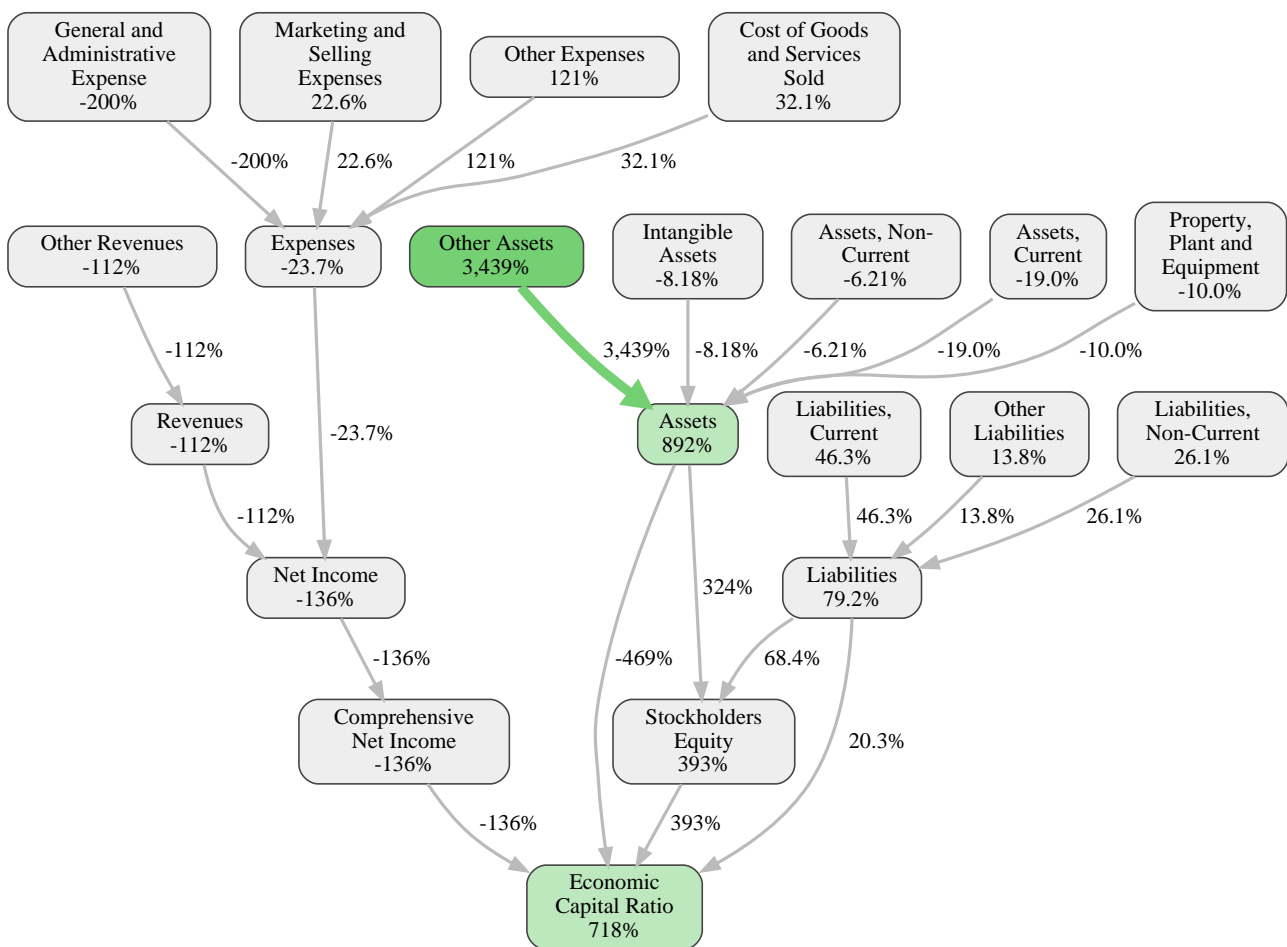 General and
Administrative
Expense
-200%
Marketing and
Selling
Expenses
22.6%
Other Expenses
121%
Cost of Goods
and Services
Sold
32.1%
-200%
22.6%
121%
32.1%
Other Revenues
-112%
Expenses
-23.7%
Other Assets
3,439%
Intangible
Assets
-8.18%
Assets, Non-
Current
-6.21%
Assets,
Current
-19.0%
Property,
Plant and
Equipment
-10.0%
-112%
-23.7%
3,439%
-8.18%
-6.21%
-19.0%
-10.0%
Revenues
-112%
Assets
892%
Liabilities,
Current
46.3%
Other
Liabilities
13.8%
Liabilities,
Non-Current
26.1%
-112%
46.3%
13.8%
26.1%
Net Income
-136%
Liabilities
79.2%
-136%
-469%
324%
68.4%
20.3%
Comprehensive
Net Income
-136%
Stockholders
Equity
393%
-136%
393%
Economic
Capital Ratio
718%